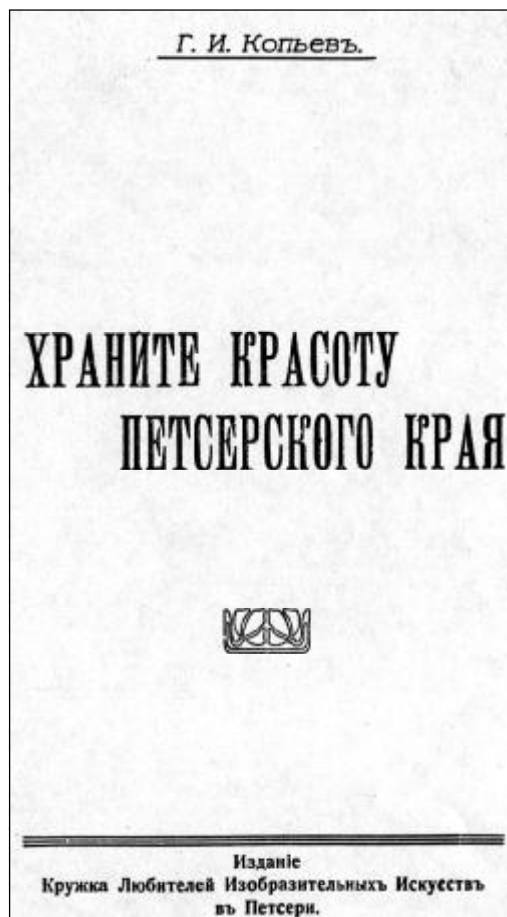 Г. И. Копьевъ.
ХРАНИТЕ КРАСОТУ
ПЕТСЕРСКОГО КРАЯ
Изданіе
Кружка Любителей Изобразительныхъ Искусствъ
въ Петсери.